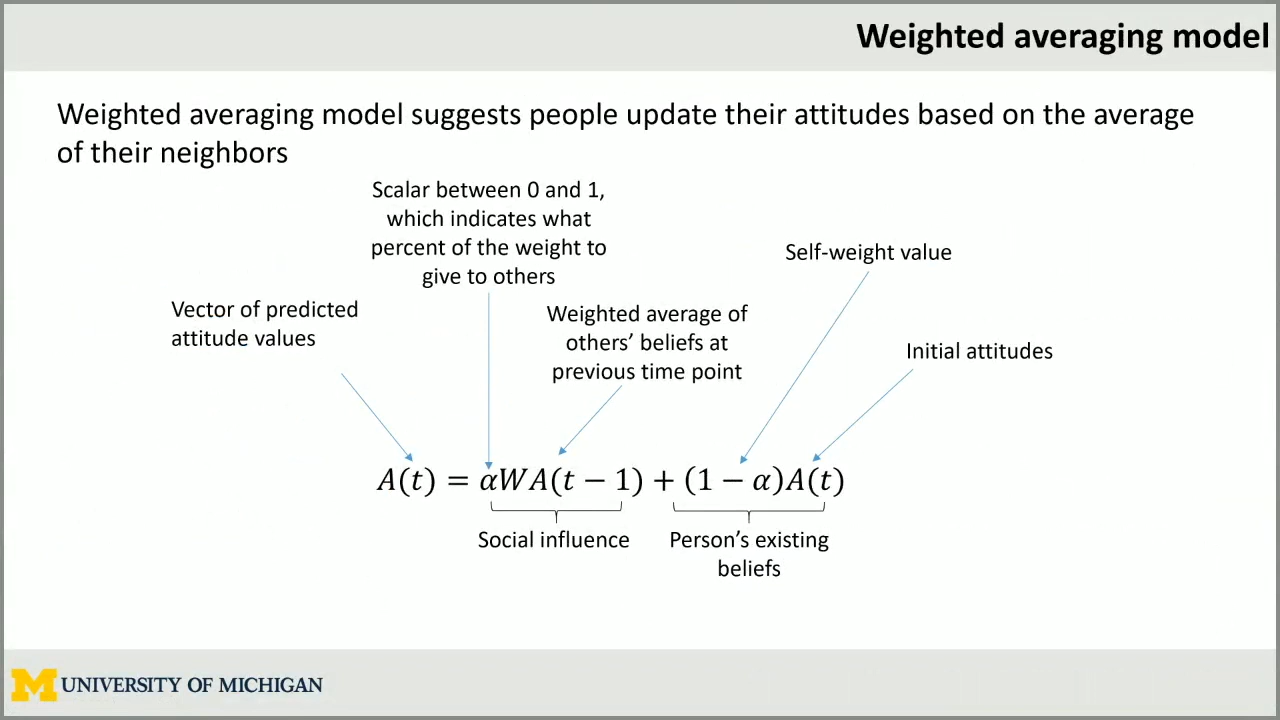 Weighted averaging model
Weighted averaging model suggests people update their attitudes based on the average
of their neighbors
Scalar between 0 and 1,
which indicates what
percent of the weight to
give to others
Self-weight value
Vector of predicted
attitude values
Weighted average of
others’ beliefs at
previous time point
Initial attitudes
A(t) = αWA(t − 1) + (1 − α)A(t)
Social influence
Person’s existing
beliefs
M UNIVERSITY OF MICHIGAN